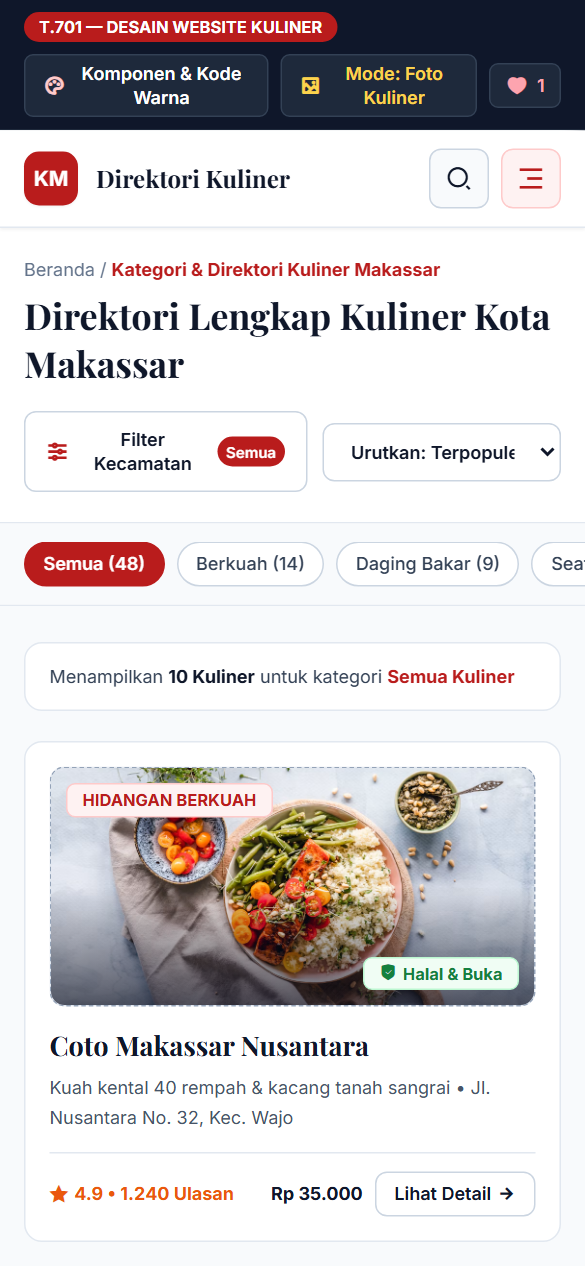 T.701 — DESAIN WEBSITE KULINER
Komponen & Kode
Warna
Mode: Foto
Kuliner
1
KM
Direktori Kuliner
Beranda / Kategori & Direktori Kuliner Makassar
Direktori Lengkap Kuliner Kota
Makassar
Filter
Kecamatan
Semua
Urutkan: Terpopule
Semua (48)
Berkuah (14)
Daging Bakar (9)
Sea
Menampilkan 10 Kuliner untuk kategori Semua Kuliner
HIDANGAN BERKUAH
Halal & Buka
Coto Makassar Nusantara
Kuah kental 40 rempah & kacang tanah sangrai • Jl.
Nusantara No. 32, Kec. Wajo
4.9 • 1.240 Ulasan
Rp 35.000
Lihat Detail →